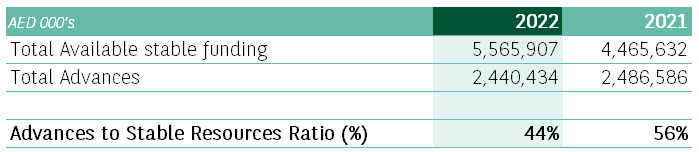 AED 000's 2022 2021
Total Available stable funding 5,565,907 4,465,632
Total Advances 2,440,434 2,486,586
Advances to Stable Resources Ratio (%) 44% 56%